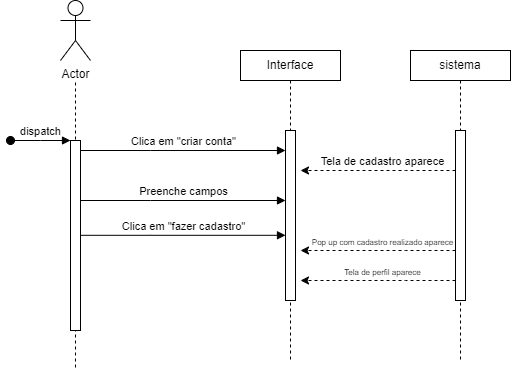 Actor
Interface
sistema
dispatch
Clica em "criar conta"
Tela de cadastro aparece
Preenche campos
Clica em "fazer cadastro"
Pop up com cadastro realizado aparece
Tela de perfil aparece